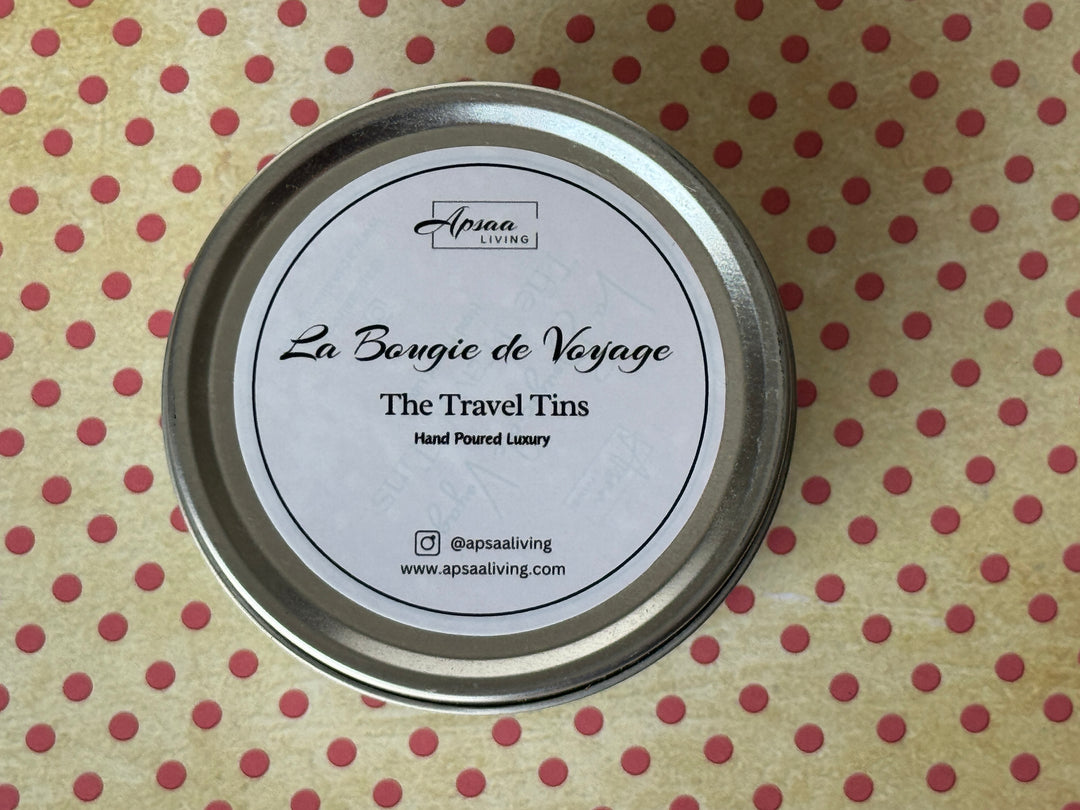 Apsaa
LIVING
La Bougie de Voyage
The Travel Tins
Hand Poured Luxury
@apsaaliving
www.apsaaliving.com